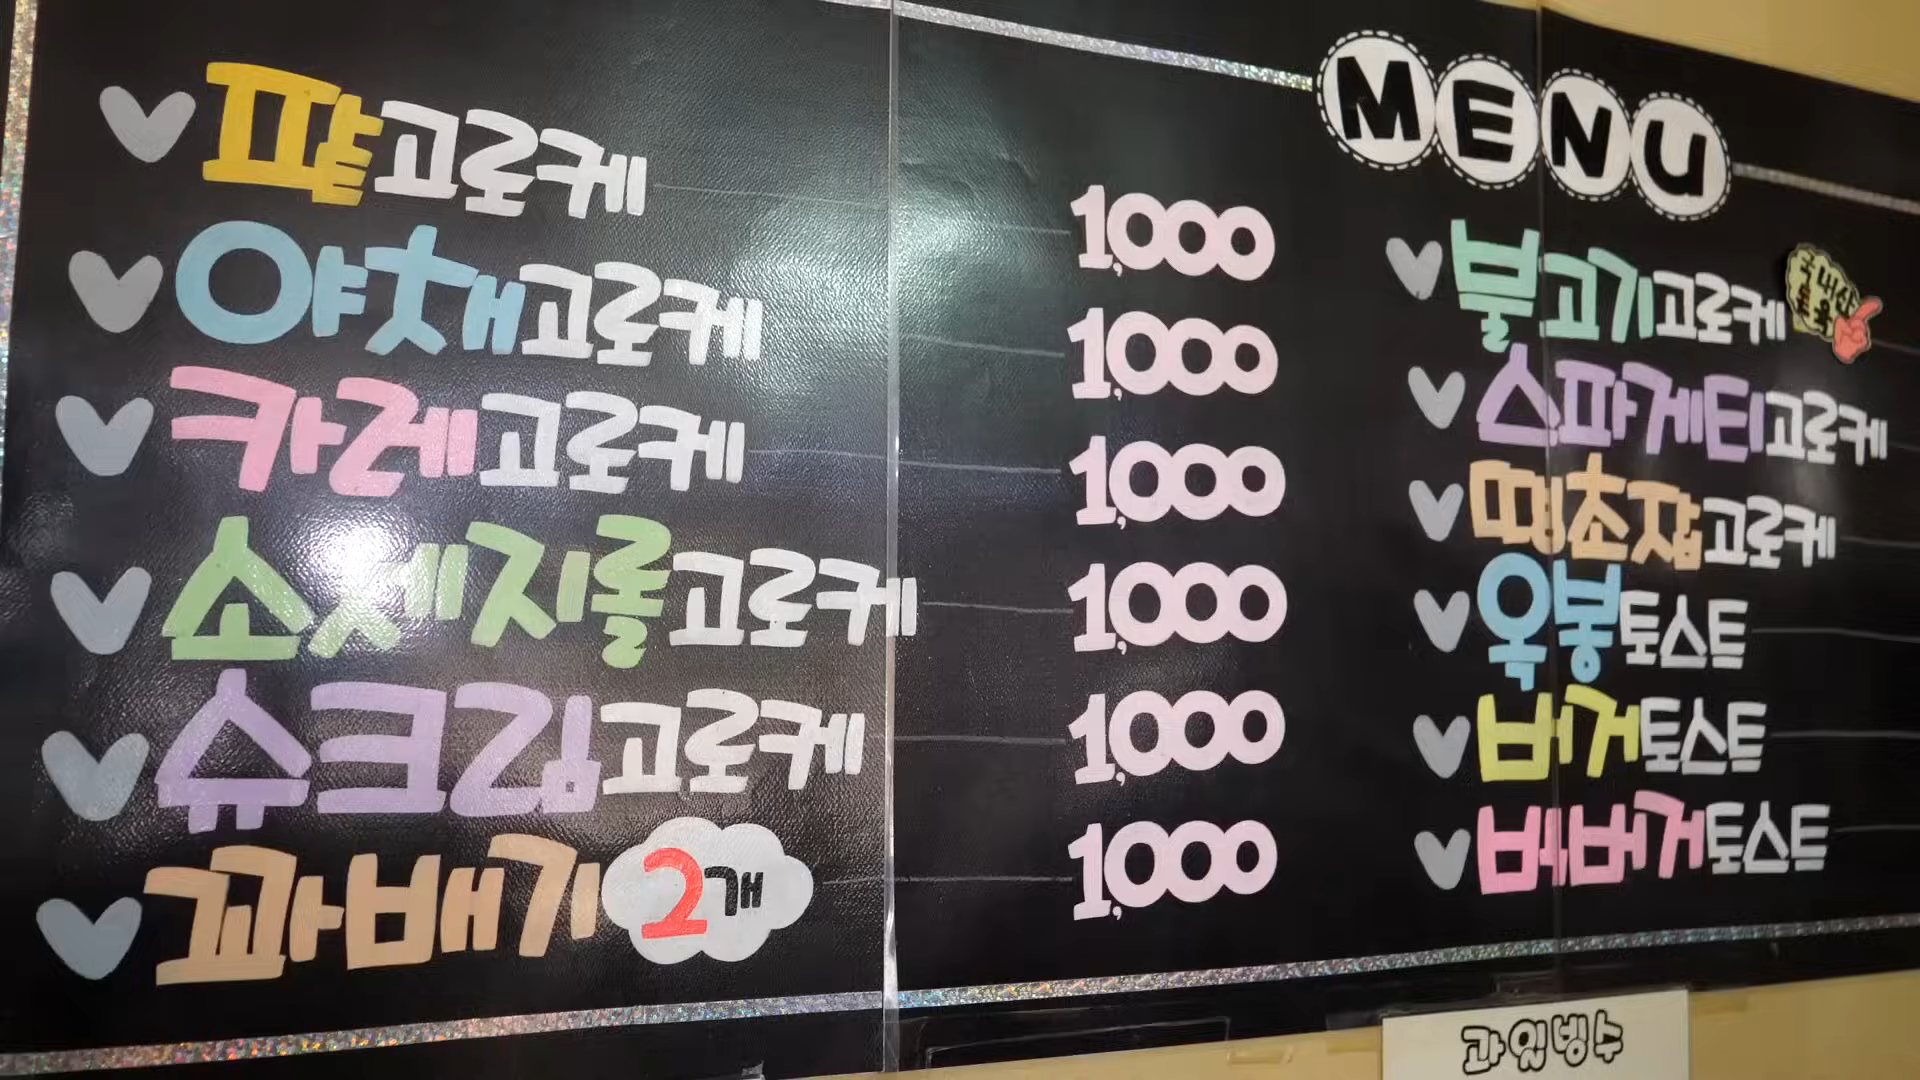 MENU
팥고로케 1,000
야채고로케 1,000
카레고로케 1,000
소세지롤고로케 1,000
슈크림고로케 1,000
꽈배기 2개 1,000
불고기고로케
스파게티고로케
땡초잡고로케
옥봉토스트
버거토스트
빅버거토스트
과일빙수